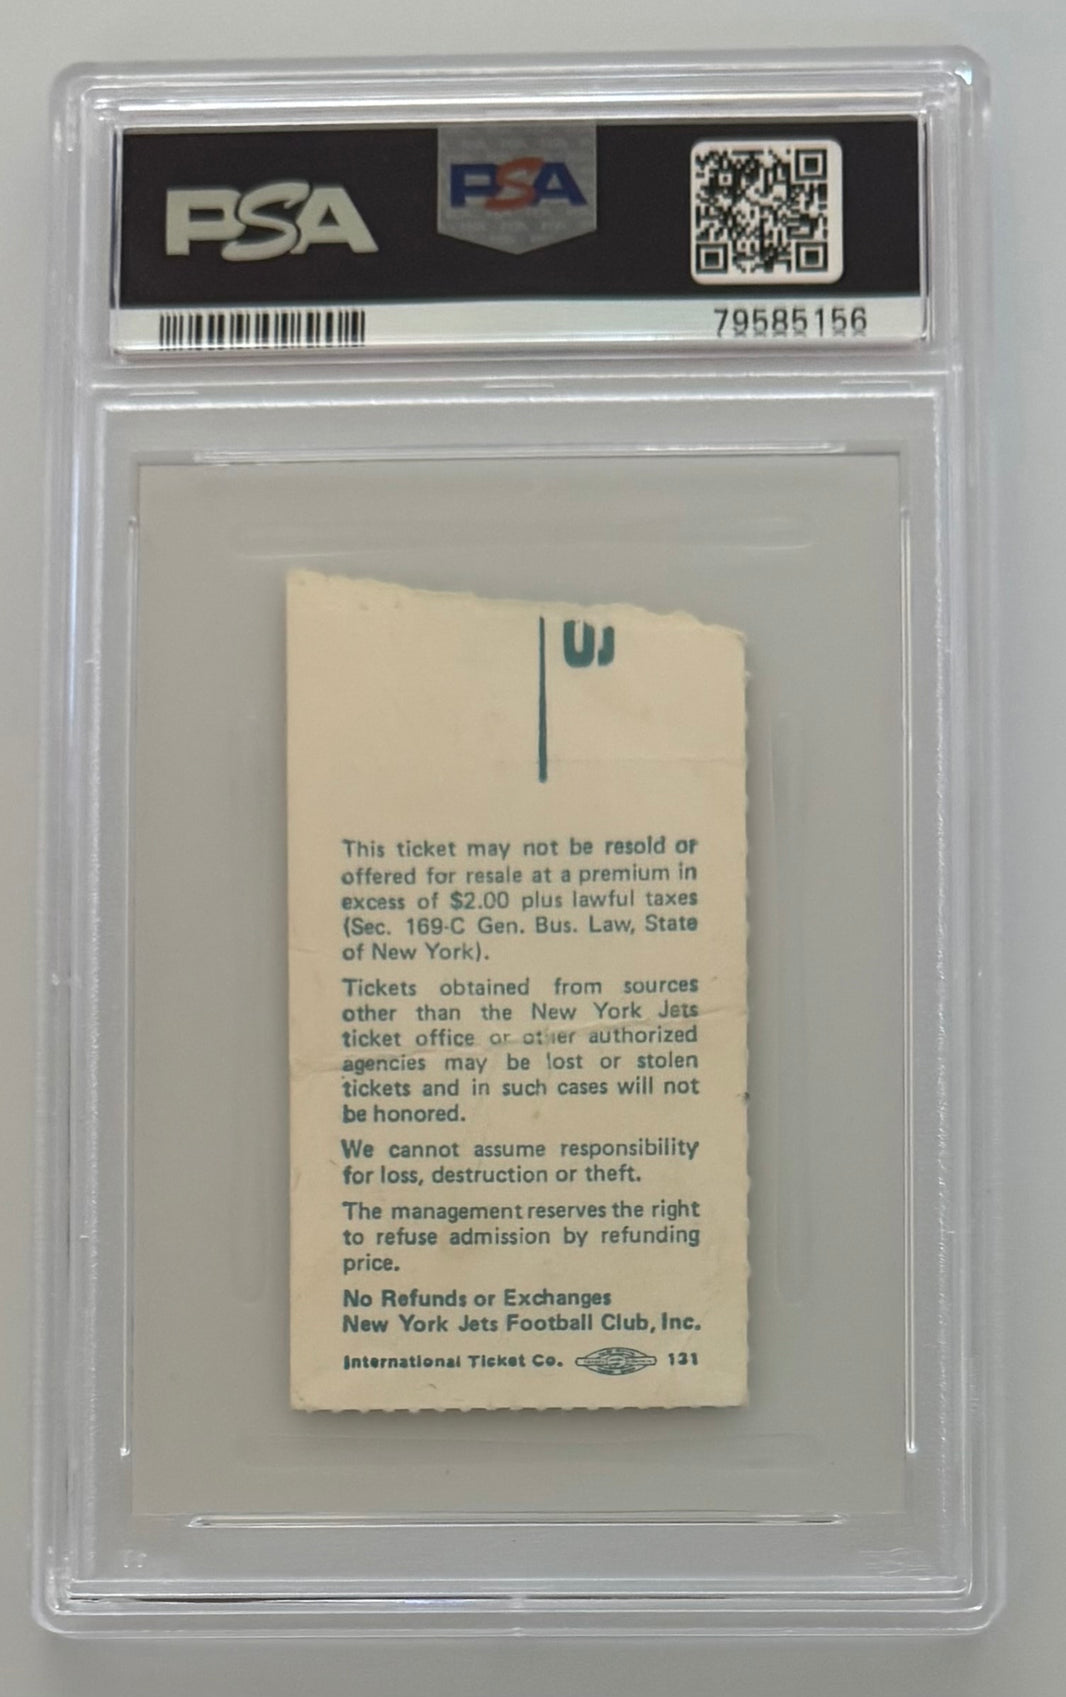 PSA
PSA
79585156
This ticket may not be resold or
offered for resale at a premium in
excess of $2.00 plus lawful taxes
(Sec. 169-C Gen. Bus. Law, State
of New York).
Tickets obtained from sources
other than the New York Jets
ticket office or other authorized
agencies may be lost or stolen
tickets and in such cases will not
be honored.
We cannot assume responsibility
for loss, destruction or theft.
The management reserves the right
to refuse admission by refunding
price.
No Refunds or Exchanges
New York Jets Football Club, Inc.
International Ticket Co. 131